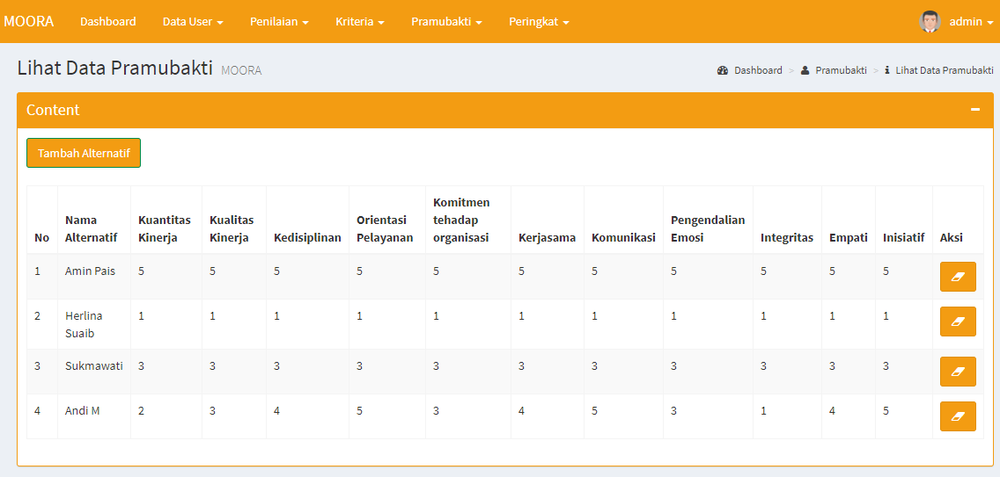 MOORA Dashboard Data User Penilaian Kriteria Pramubakti Peringkat admin
Lihat Data Pramubakti MOORA Dashboard > Pramubakti > Lihat Data Pramubakti
Content
Tambah Alternatif
No Nama Alternatif Kuantitas Kinerja Kualitas Kinerja Kedisiplinan Orientasi Pelayanan Komitmen tehadap organisasi Kerjasama Komunikasi Pengendalian Emosi Integritas Empati Inisiatif Aksi
1 Amin Pais 5 5 5 5 5 5 5 5 5 5 5
2 Herlina Suaib 1 1 1 1 1 1 1 1 1 1 1
3 Sukmawati 3 3 3 3 3 3 3 3 3 3 3
4 Andi M 2 3 4 5 3 4 5 3 1 4 5